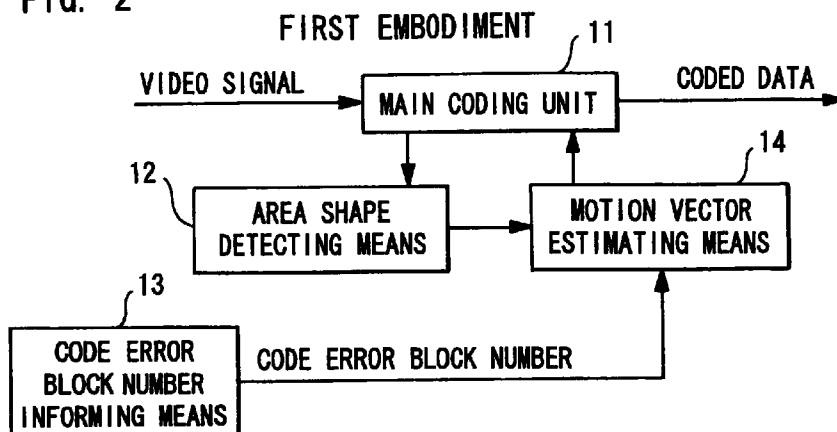 FIG. 2
FIRST EMBODIMENT
11
VIDEO SIGNAL
MAIN CODING UNIT
CODED DATA
12
AREA SHAPE
DETECTING MEANS
14
MOTION VECTOR
ESTIMATING MEANS
13
CODE ERROR
BLOCK NUMBER
INFORMING MEANS
CODE ERROR BLOCK NUMBER